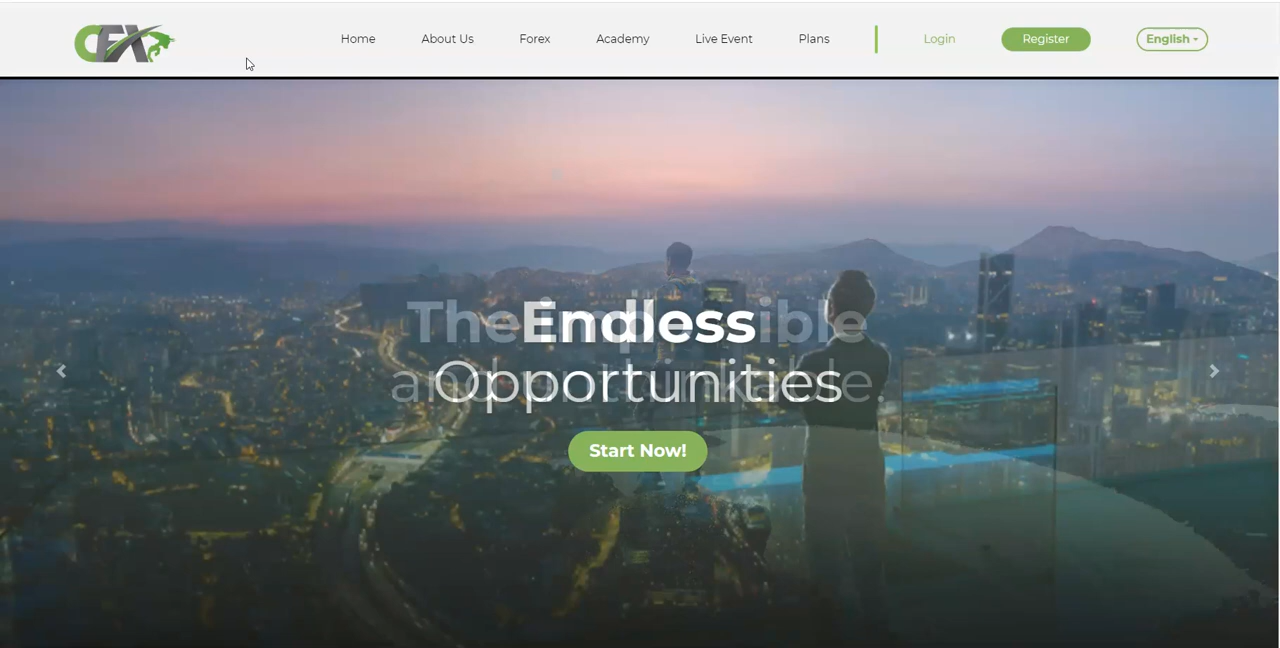 CFX
Home
About Us
Forex
Academy
Live Event
Plans
Login
Register
English
Endless
Opportunities
Start Now!